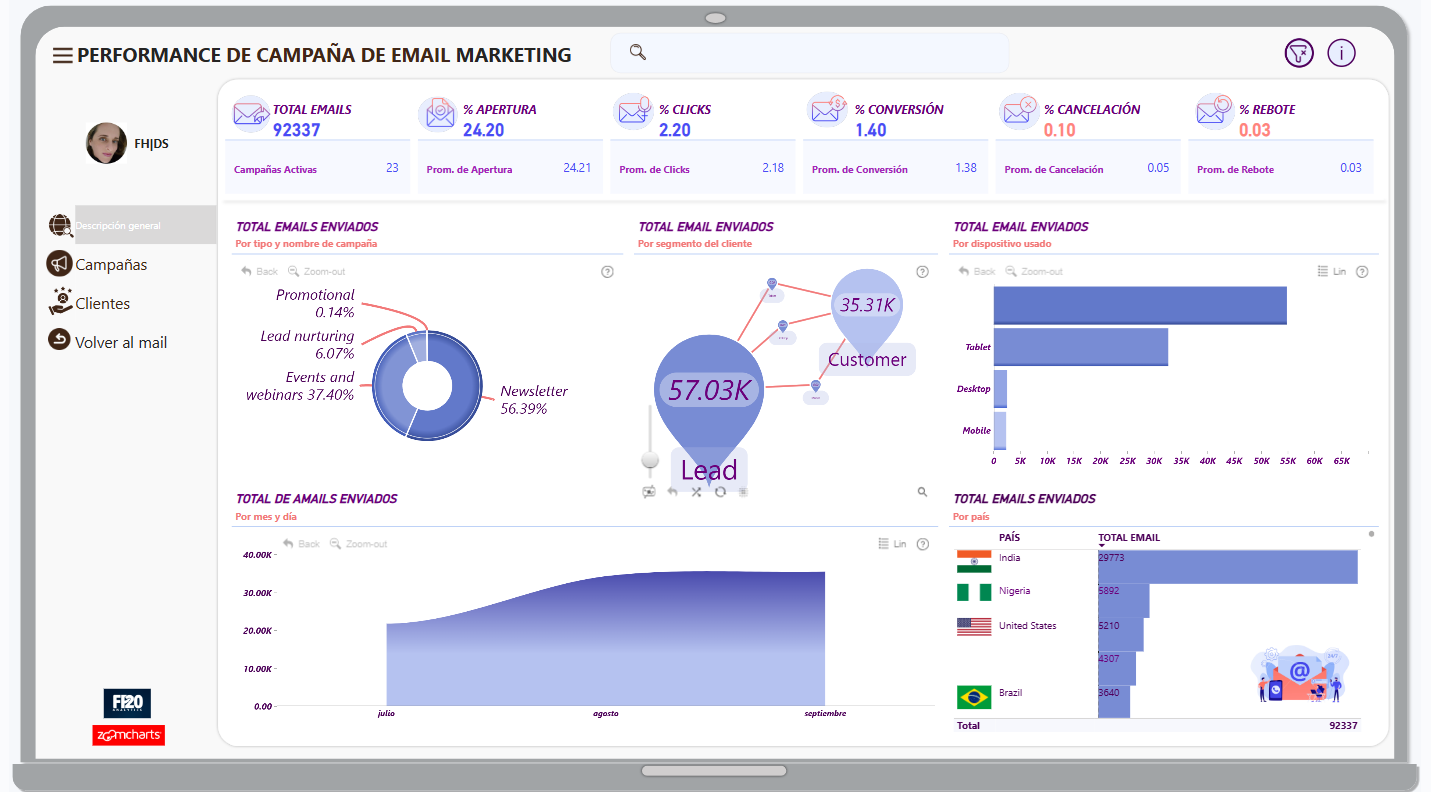 PERFORMANCE DE CAMPAÑA DE EMAIL MARKETING
FH|DS
Descripción general
Campañas
Clientes
Volver al mail
TOTAL EMAILS
92337
Campañas Activas 23
% APERTURA
24.20
Prom. de Apertura 24.21
% CLICKS
2.20
Prom. de Clicks 2.18
% CONVERSIÓN
1.40
Prom. de Conversión 1.38
% CANCELACIÓN
0.10
Prom. de Cancelación 0.05
% REBOTE
0.03
Prom. de Rebote 0.03
TOTAL EMAILS ENVIADOS
Por tipo y nombre de campaña
Back Zoom-out
Promotional
0.14%
Lead nurturing
6.07%
Events and
webinars 37.40%
Newsletter
56.39%
TOTAL EMAIL ENVIADOS
Por segmento del cliente
35.31K
Customer
57.03K
Lead
TOTAL EMAIL ENVIADOS
Por dispositivo usado
Back Zoom-out Lin
Tablet
Desktop
Mobile
0 5K 10K 15K 20K 25K 30K 35K 40K 45K 50K 55K 60K 65K
TOTAL DE AMAILS ENVIADOS
Por mes y día
Back Zoom-out Lin
40.00K
30.00K
20.00K
10.00K
0.00
julio agosto septiembre
TOTAL EMAILS ENVIADOS
Por país
PAÍS TOTAL EMAIL
India 29773
Nigeria 5892
United States 5210
4307
Brazil 3640
Total 92337
FP20
ANALYTICS
zoomcharts